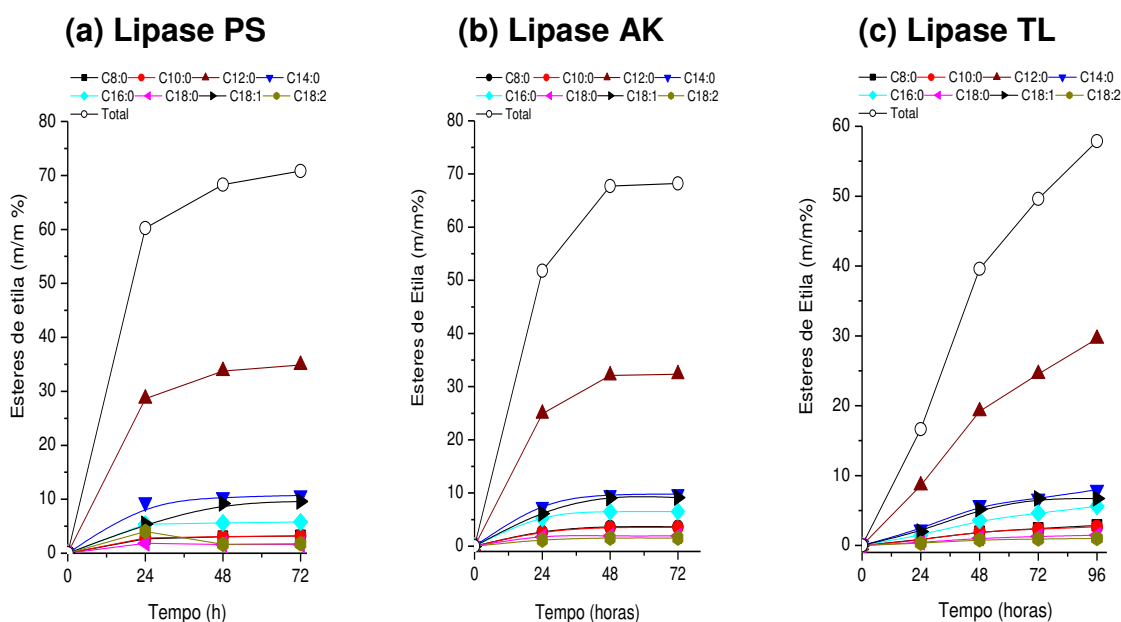 (a) Lipase PS
C8:0 C10:0 C12:0 C14:0
C16:0 C18:0 C18:1 C18:2
Total
80
70
60
50
40
30
20
10
0
Esteres de etila (m/m %)
0 24 48 72
Tempo (h)
(b) Lipase AK
C8:0 C10:0 C12:0 C14:0
C16:0 C18:0 C18:1 C18:2
Total
80
70
60
50
40
30
20
10
0
Esteres de Etila (m/m%)
0 24 48 72
Tempo (horas)
(c) Lipase TL
C8:0 C10:0 C12:0 C14:0
C16:0 C18:0 C18:1 C18:2
Total
60
50
40
30
20
10
0
Esteres de Etila (m/m%)
0 24 48 72 96
Tempo (horas)